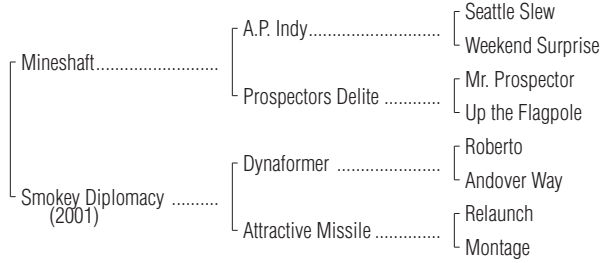 Seattle Slew
A.P. Indy..............................
Weekend Surprise
Mineshaft............................
Mr. Prospector
Prospectors Delite .............
Up the Flagpole
Roberto
Dynaformer ........................
Andover Way
Smokey Diplomacy ..........
(2001)
Relaunch
Attractive Missile ...............
Montage